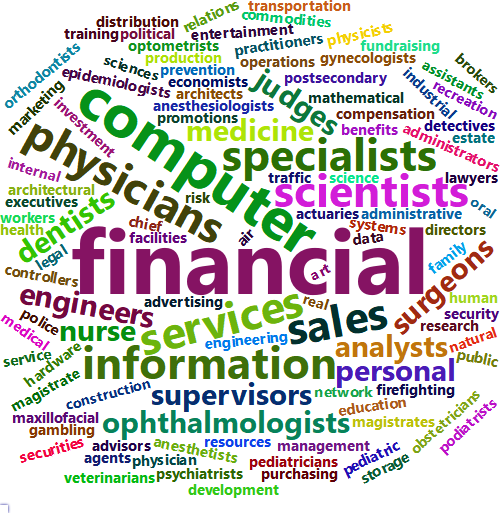 transportation
relations
commodities
distribution
training political
entertainment
physicists
optometrists
practitioners
fundraising
orthodontists
sciences
production
operations
gynecologists
brokers
epidemiologists
prevention
economists
judges
postsecondary
industrial
assistants
recreation
marketing
investment
computer
architects
anesthesiologists
mathematical
promotions
medicine
compensation
detectives
benefits
administrators
estate
physicians
specialists
internal
architectural
dentists
risk
traffic
science
lawyers
scientists
executives
workers
health
legal
chief
facilities
air
actuaries
administrative
oral
systems
data
directors
financial
art
family
surgeons
controllers
engineers
advertising
services
real
sales
human
security
police
nurse
engineering
research
medical
analysts
natural
service
hardware
information
personal
public
magistrate
construction
supervisors
network
firefighting
maxillofacial
ophthalmologists
education
magistrates
obstetricians
podiatrists
gambling
securities
advisors
anesthetists
resources
management
agents
physician
pediatricians
pediatric
storage
veterinarians
psychiatrists
purchasing
development